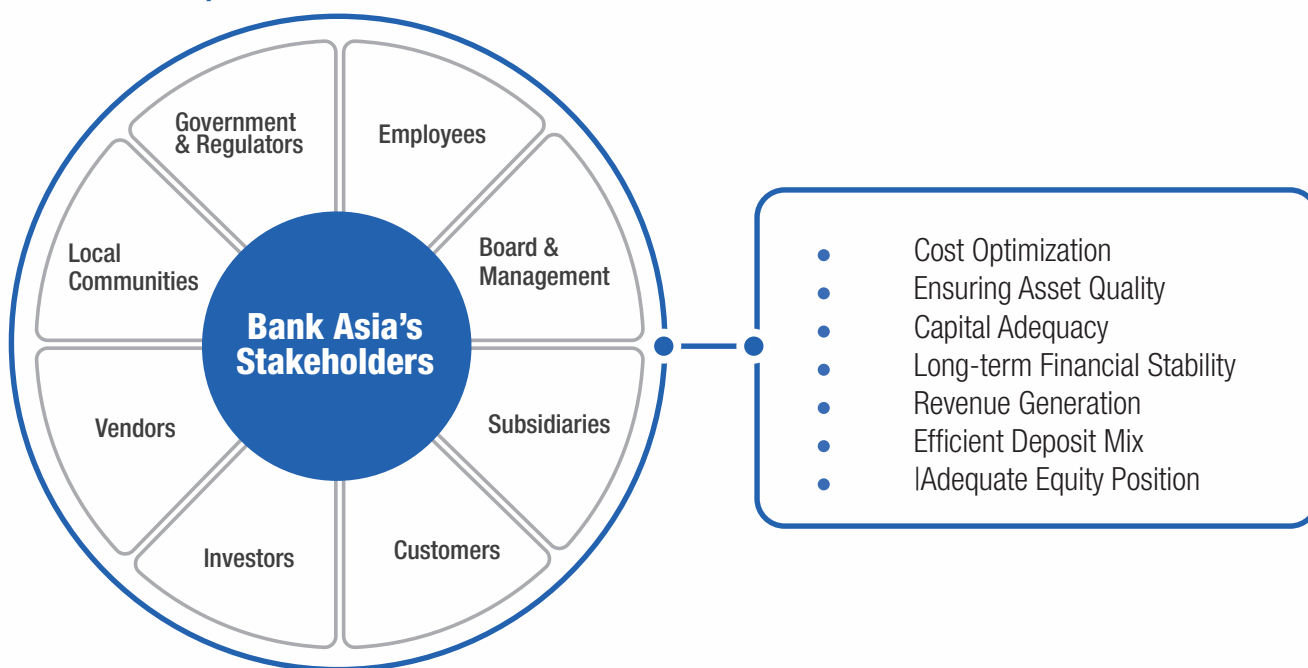 Government
& Regulators
Employees
Local
Communities
Board &
Management
Bank Asia's
Stakeholders
Vendors
Subsidiaries
Investors
Customers
Cost Optimization
Ensuring Asset Quality
Capital Adequacy
Long-term Financial Stability
Revenue Generation
Efficient Deposit Mix
|Adequate Equity Position